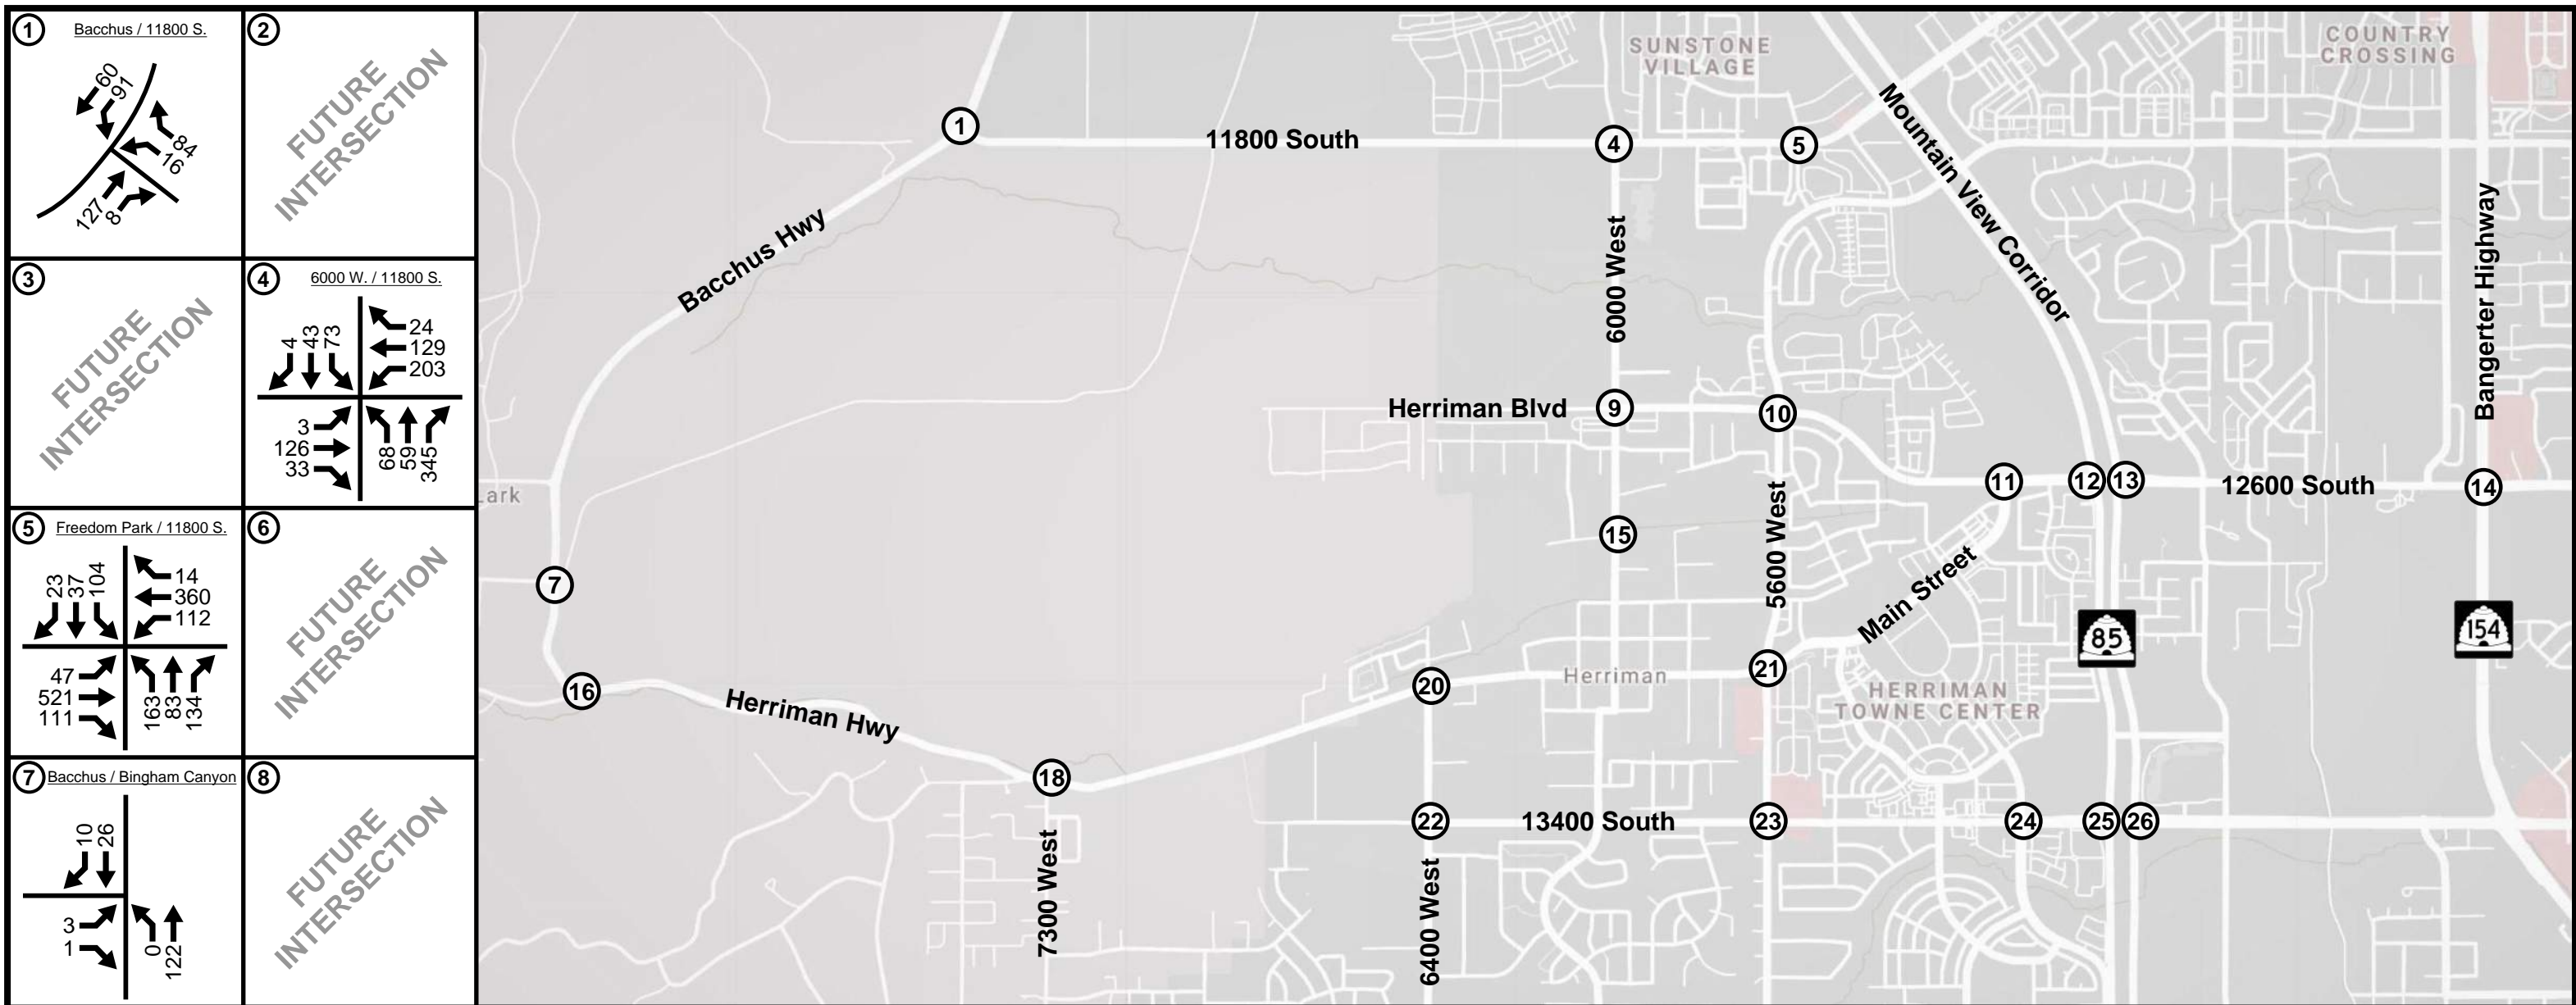 1
Bacchus / 11800 S.
60
91
84
16
127
8
2
FUTURE
INTERSECTION
3
FUTURE
INTERSECTION
4
6000 W. / 11800 S.
4
43
73
24
129
203
3
126
33
68
59
345
5
Freedom Park / 11800 S.
23
37
104
14
360
112
47
521
111
163
83
134
6
FUTURE
INTERSECTION
7
Bacchus / Bingham Canyon
10
26
3
1
0
122
8
FUTURE
INTERSECTION
SUNSTONE
VILLAGE
COUNTRY
CROSSING
1
11800 South
4
5
Mountain View Corridor
Bacchus Hwy
6000 West
Bangerter Highway
Herriman Blvd
9
10
11
12
13
12600 South
14
Lark
15
5600 West
7
Main Street
85
154
16
Herriman Hwy
20
Herriman
21
HERRIMAN
TOWNE CENTER
18
22
13400 South
23
24
25
26
7300 West
6400 West